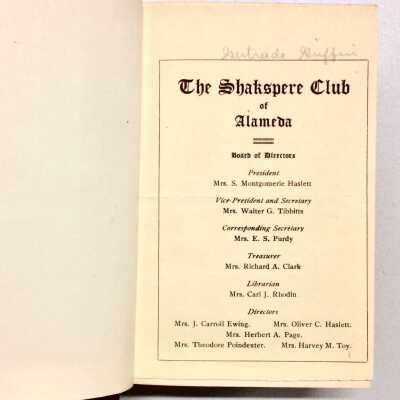 Gertrude Griffin
The Shakspere Club
of
Alameda
Board of Directors
President
Mrs. S. Montgomerie Haslett
Vice-President and Secretary
Mrs. Walter G. Tibbitts
Corresponding Secretary
Mrs. E. S. Purdy
Treasurer
Mrs. Richard A. Clark
Librarian
Mrs. Carl J. Rhodin
Directors
Mrs. J. Carroll Ewing. Mrs. Oliver C. Haslett.
Mrs. Herbert A. Page.
Mrs. Theodore Poindexter. Mrs. Harvey M. Toy.